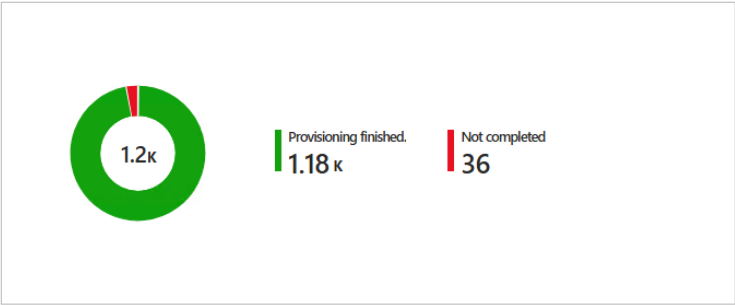 1.2K
Provisioning finished.
1.18 K
Not completed
36